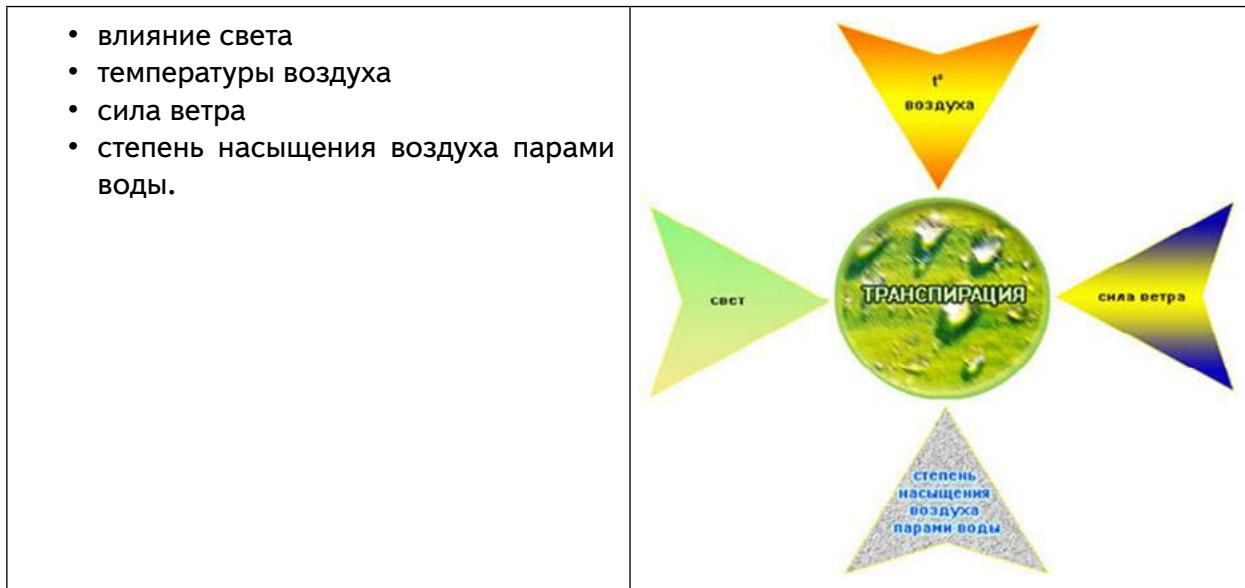 • влияние света
• температуры воздуха
• сила ветра
• степень насыщения воздуха парами
воды.
t°
воздуха
свет
ТРАНСПИРАЦИЯ
сила ветра
степень
насыщения
воздуха
парами воды